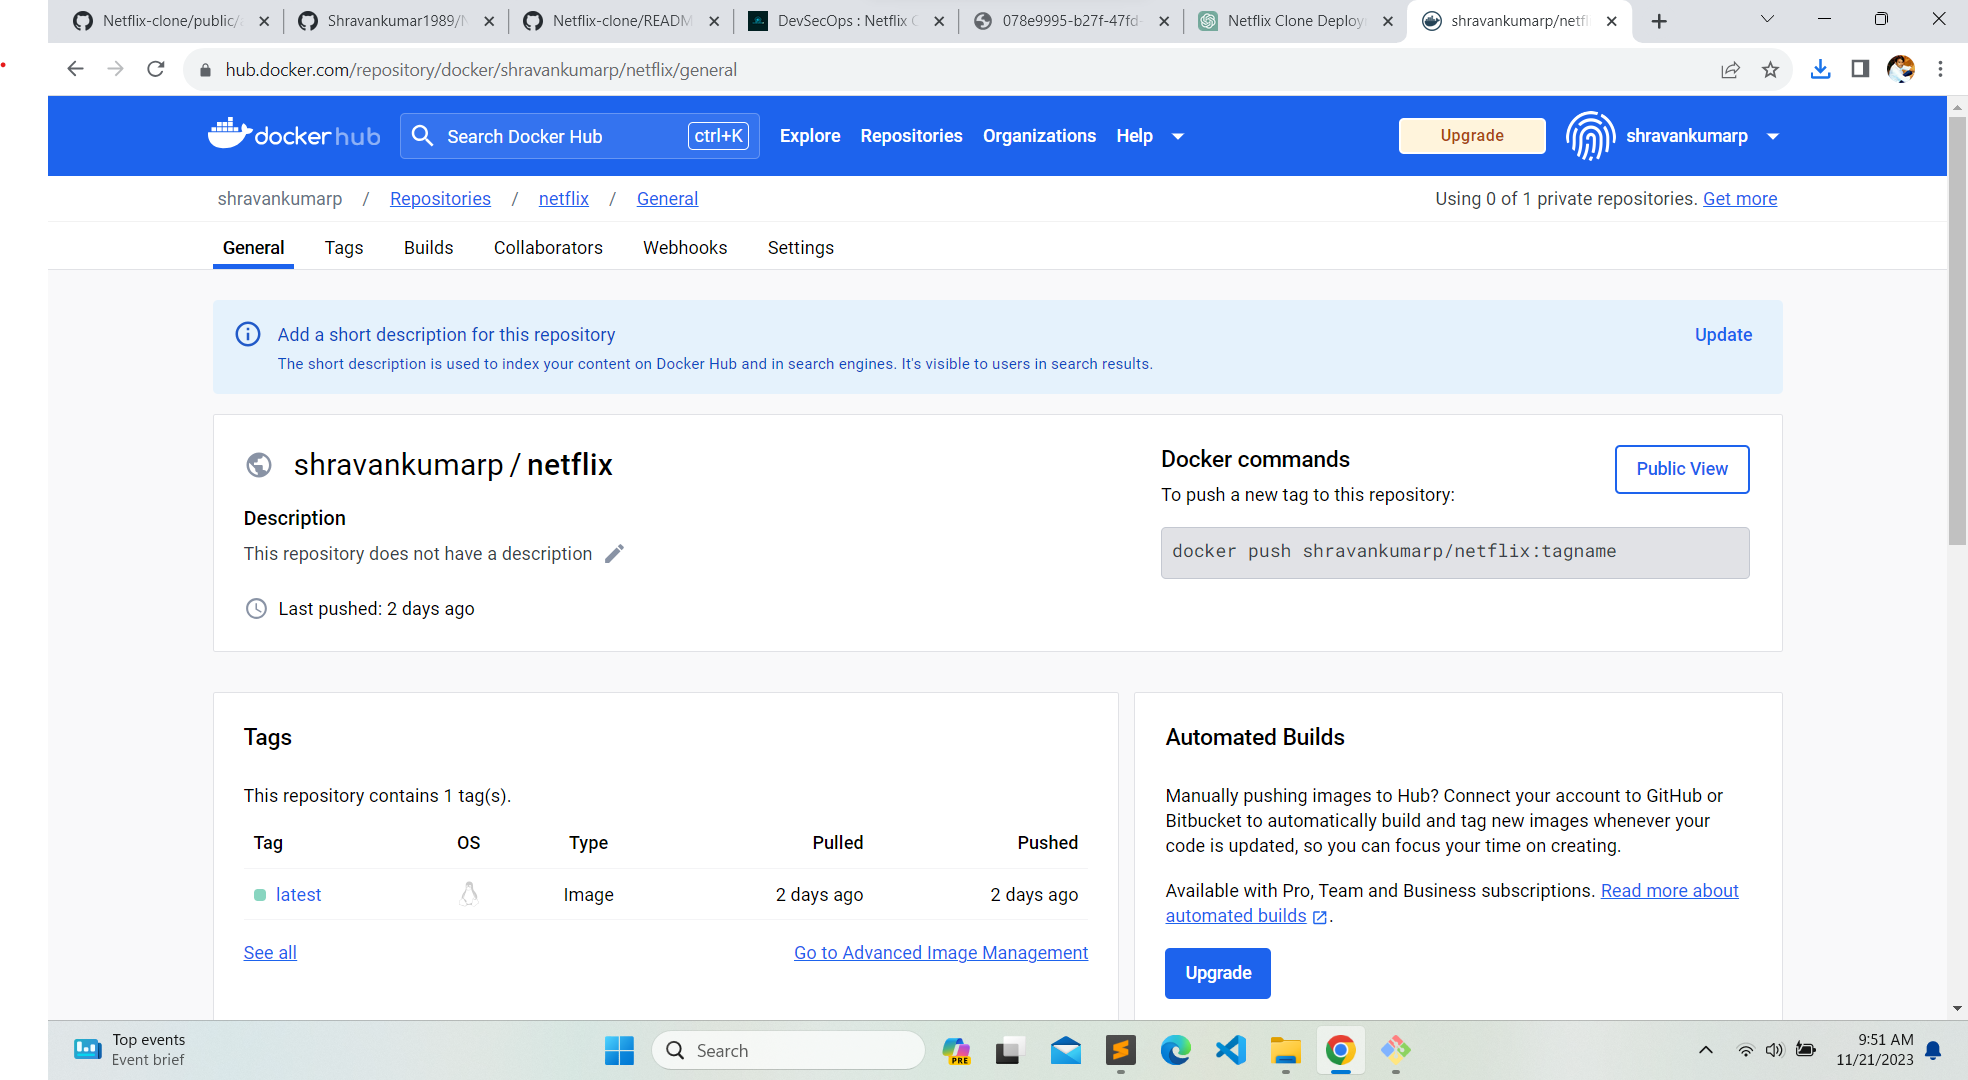 Netflix-clone/public/
Shravankumar1989/N
Netflix-clone/READM
DevSecOps : Netflix C
078e9995-b27f-47fd-
Netflix Clone Deploy
shravankumarp/netfli
hub.docker.com/repository/docker/shravankumarp/netflix/general
docker hub
Search Docker Hub
ctrl+K
Explore
Repositories
Organizations
Help
Upgrade
shravankumarp
shravankumarp / Repositories / netflix / General
Using 0 of 1 private repositories. Get more
General
Tags
Builds
Collaborators
Webhooks
Settings
Add a short description for this repository
Update
The short description is used to index your content on Docker Hub and in search engines. It's visible to users in search results.
shravankumarp / netflix
Description
This repository does not have a description
Last pushed: 2 days ago
Docker commands
Public View
To push a new tag to this repository:
docker push shravankumarp/netflix:tagname
Tags
This repository contains 1 tag(s).
Tag OS Type Pulled Pushed
latest Image 2 days ago 2 days ago
See all
Go to Advanced Image Management
Automated Builds
Manually pushing images to Hub? Connect your account to GitHub or
Bitbucket to automatically build and tag new images whenever your
code is updated, so you can focus your time on creating.
Available with Pro, Team and Business subscriptions. Read more about
automated builds .
Upgrade
Top events
Event brief
Search
PRE
9:51 AM
11/21/2023